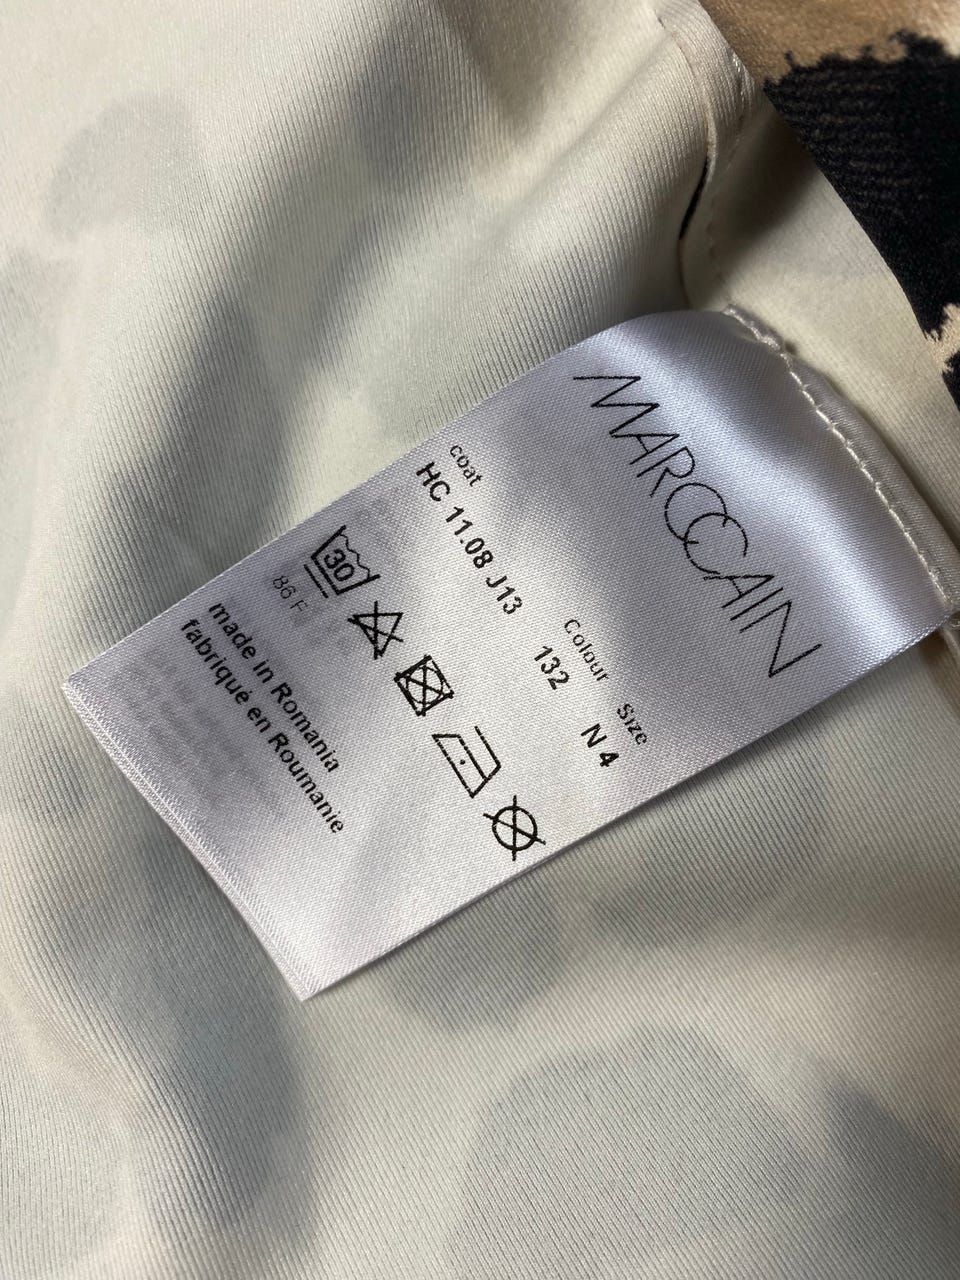 MARCCAIN
coat Colour Size
HC 11.08 J13 132 N 4
30
86 F
made in Romania
fabriqué en Roumanie